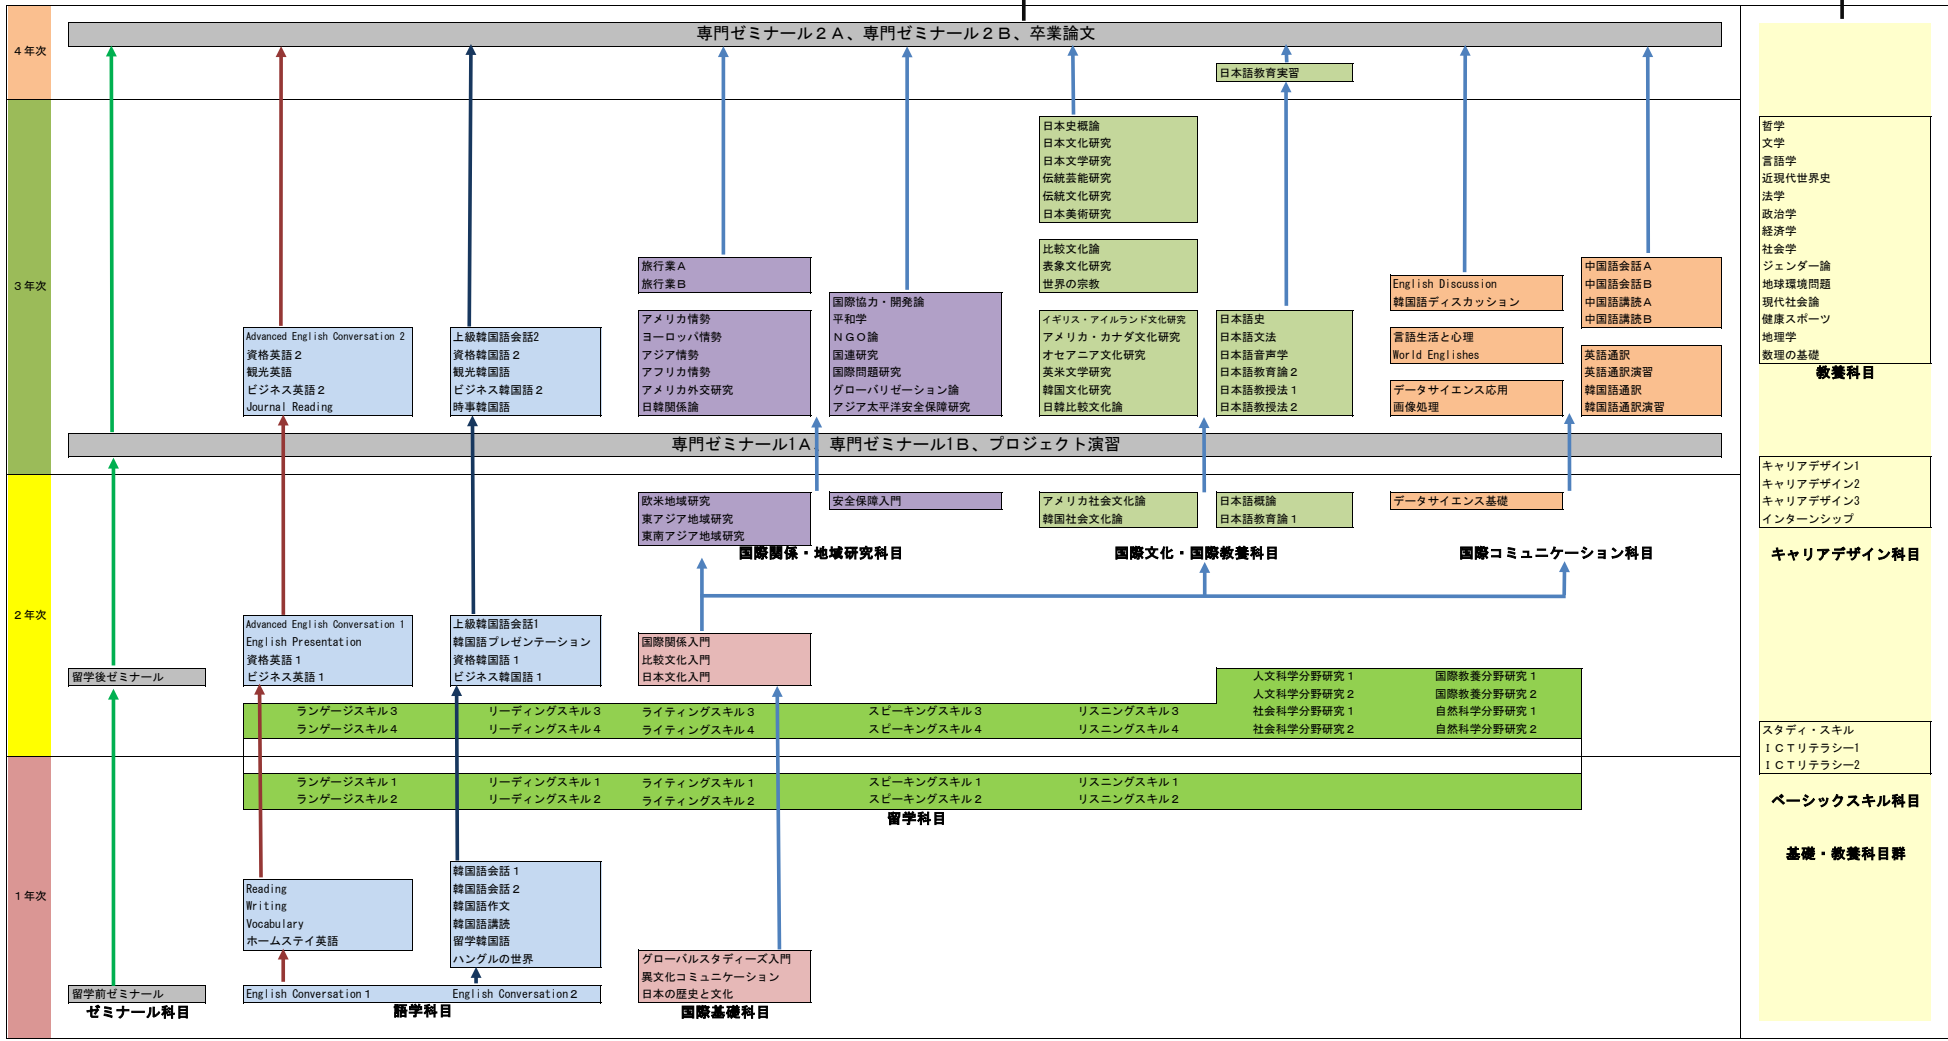 専門ゼミナール２Ａ、専門ゼミナール２Ｂ、卒業論文
４年次
日本語教育実習
３年次
日本史概論
日本文化研究
日本文学研究
伝統芸能研究
伝統文化研究
日本美術研究
比較文化論
表象文化研究
世界の宗教
旅行業Ａ
旅行業Ｂ
アメリカ情勢
ヨーロッパ情勢
アジア情勢
アフリカ情勢
アメリカ外交研究
日韓関係論
国際協力・開発論
平和学
ＮＧＯ論
国連研究
国際問題研究
グローバリゼーション論
アジア太平洋安全保障研究
イギリス・アイルランド文化研究
アメリカ・カナダ文化研究
オセアニア文化研究
英米文学研究
韓国文化研究
日韓比較文化論
日本語史
日本語文法
日本語音声学
日本語教育論２
日本語教授法１
日本語教授法２
English Discussion
韓国語ディスカッション
言語生活と心理
World Englishes
データサイエンス応用
画像処理
中国語会話Ａ
中国語会話Ｂ
中国語講読Ａ
中国語講読Ｂ
英語通訳
英語通訳演習
韓国語通訳
韓国語通訳演習
Advanced English Conversation 2
資格英語２
観光英語
ビジネス英語２
Journal Reading
上級韓国語会話2
資格韓国語２
観光韓国語
ビジネス韓国語２
時事韓国語
専門ゼミナール1Ａ、専門ゼミナール1Ｂ、プロジェクト演習
２年次
欧米地域研究
東アジア地域研究
東南アジア地域研究
安全保障入門
国際関係・地域研究科目
アメリカ社会文化論
韓国社会文化論
日本語概論
日本語教育論１
国際文化・国際教養科目
データサイエンス基礎
国際コミュニケーション科目
Advanced English Conversation 1
English Presentation
資格英語１
ビジネス英語１
上級韓国語会話1
韓国語プレゼンテーション
資格韓国語１
ビジネス韓国語１
国際関係入門
比較文化入門
日本文化入門
留学後ゼミナール
人文科学分野研究１ 国際教養分野研究１
人文科学分野研究２ 国際教養分野研究２
ランゲージスキル３ リーディングスキル３ ライティングスキル３ スピーキングスキル３ リスニングスキル３ 社会科学分野研究１ 自然科学分野研究１
ランゲージスキル４ リーディングスキル４ ライティングスキル４ スピーキングスキル４ リスニングスキル４ 社会科学分野研究２ 自然科学分野研究２
ランゲージスキル１ リーディングスキル１ ライティングスキル１ スピーキングスキル１ リスニングスキル１
ランゲージスキル２ リーディングスキル２ ライティングスキル２ スピーキングスキル２ リスニングスキル２
留学科目
１年次
Reading
Writing
Vocabulary
ホームステイ英語
韓国語会話１
韓国語会話２
韓国語作文
韓国語講読
留学韓国語
ハングルの世界
グローバルスタディーズ入門
異文化コミュニケーション
日本の歴史と文化
留学前ゼミナール
English Conversation１ English Conversation２
ゼミナール科目
語学科目
国際基礎科目
哲学
文学
言語学
近現代世界史
法学
政治学
経済学
社会学
ジェンダー論
地球環境問題
現代社会論
健康スポーツ
地理学
数理の基礎
教養科目
キャリアデザイン1
キャリアデザイン2
キャリアデザイン3
インターンシップ
キャリアデザイン科目
スタディ・スキル
ＩＣＴリテラシー1
ＩＣＴリテラシー2
ベーシックスキル科目
基礎・教養科目群